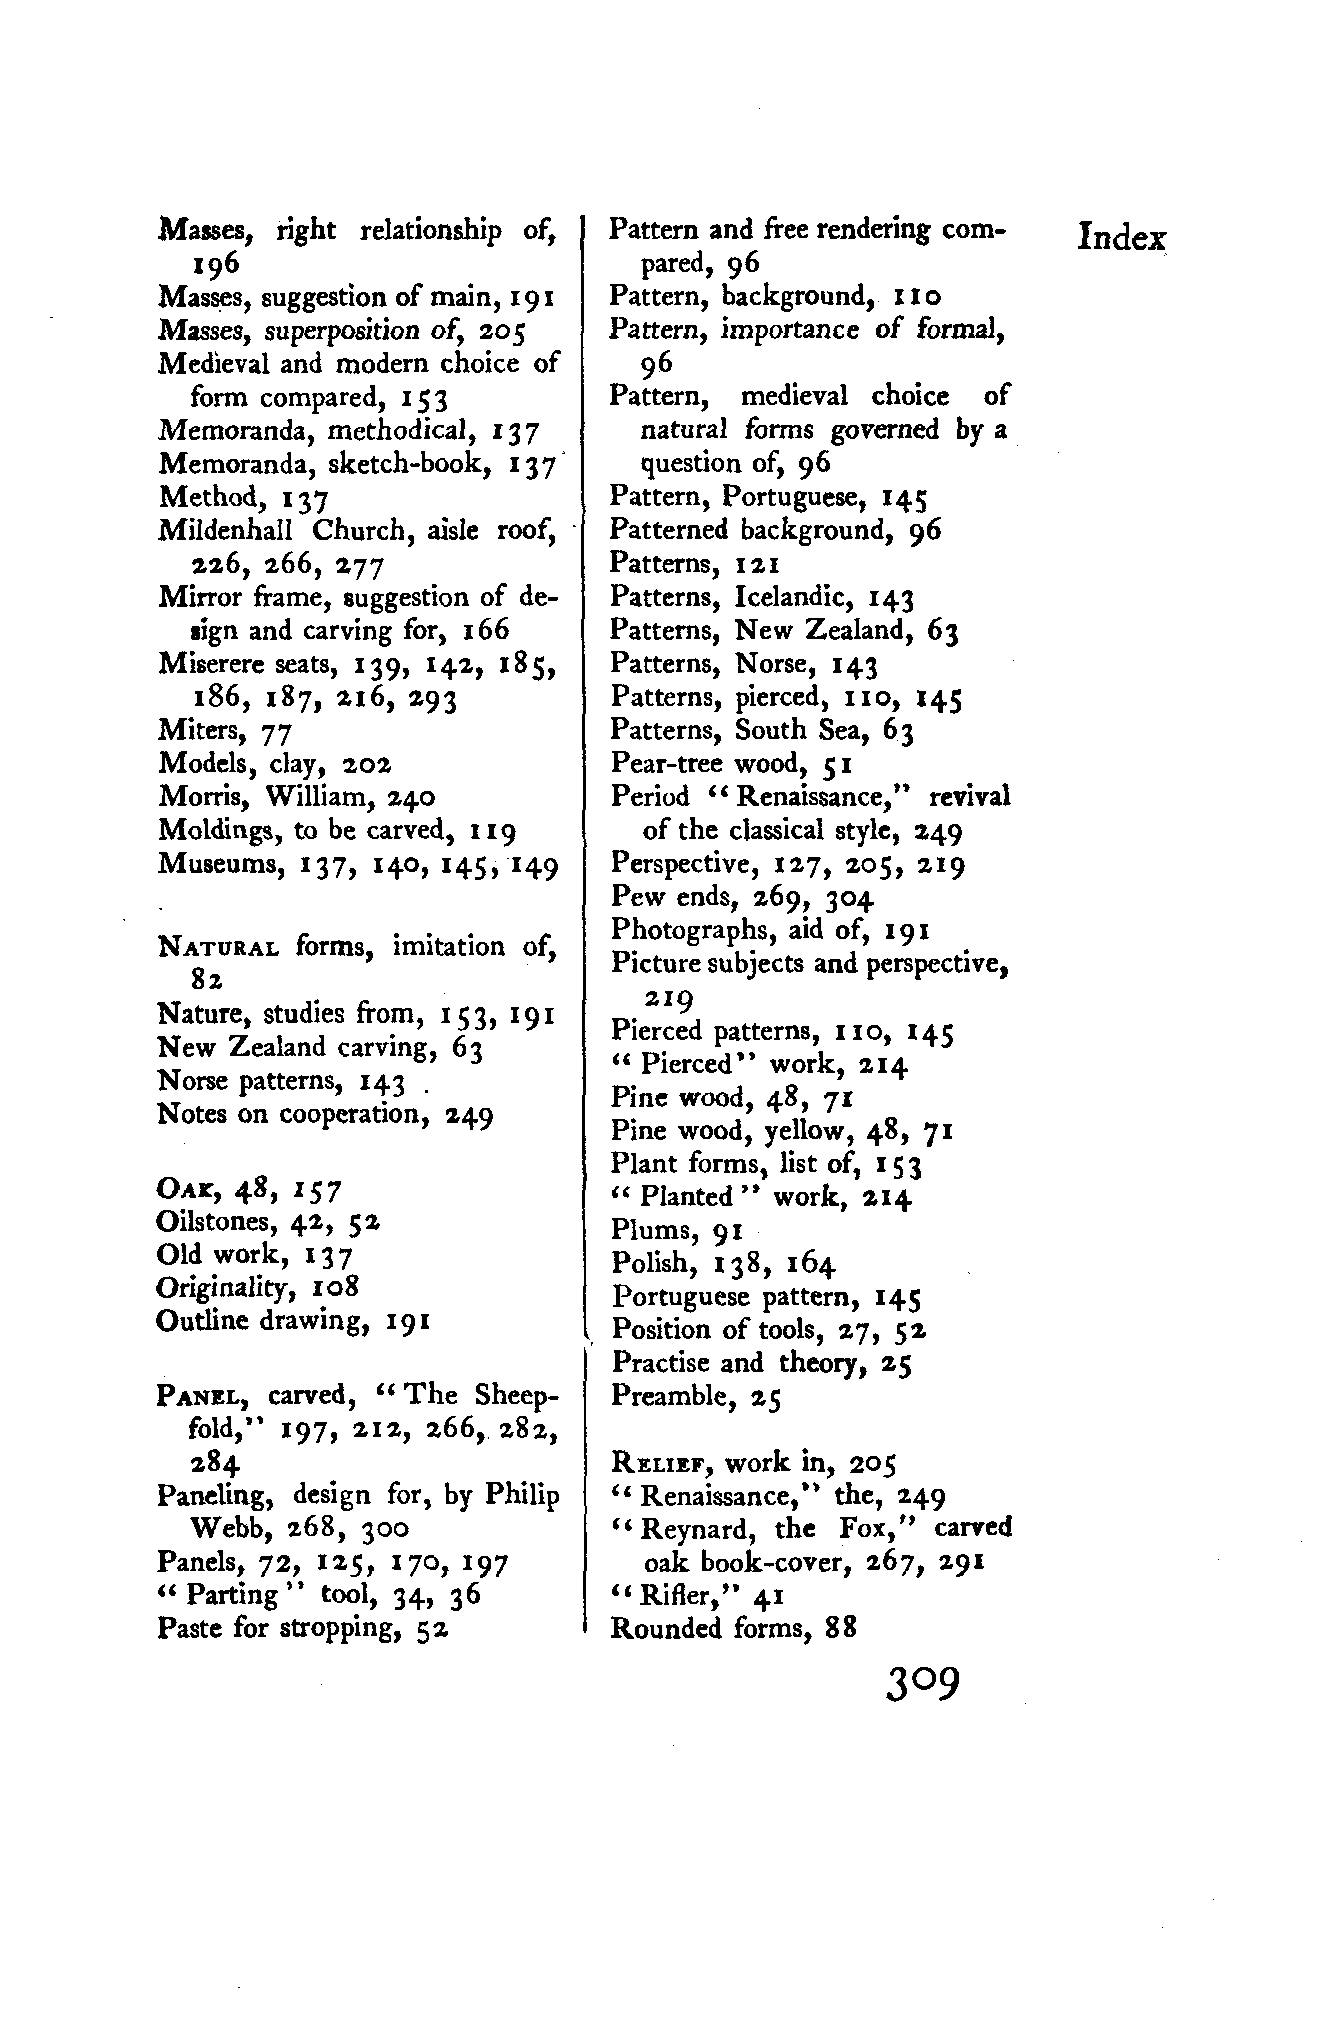 Index
Masses, right relationship of,
196
Masses, suggestion of main, 191
Masses, superposition of, 205
Medieval and modern choice of
form compared, 153
Memoranda, methodical, 137
Memoranda, sketch-book, 137
Method, 137
Mildenhall Church, aisle roof,
226, 266, 277
Mirror frame, suggestion of de-
sign and carving for, 166
Miserere seats, 139, 142, 185,
186, 187, 216, 293
Miters, 77
Models, clay, 202
Morris, William, 240
Moldings, to be carved, 119
Museums, 137, 140, 145, 149
NATURAL forms, imitation of,
82
Nature, studies from, 153, 191
New Zealand carving, 63
Norse patterns, 143
Notes on cooperation, 249
OAK, 48, 157
Oilstones, 42, 52
Old work, 137
Originality, 108
Outline drawing, 191
PANEL, carved, “The Sheep-
fold,” 197, 212, 266, 282,
284
Paneling, design for, by Philip
Webb, 268, 300
Panels, 72, 125, 170, 197
“Parting” tool, 34, 36
Paste for stropping, 52
Pattern and free rendering com-
pared, 96
Pattern, background, 110
Pattern, importance of formal,
96
Pattern, medieval choice of
natural forms governed by a
question of, 96
Pattern, Portuguese, 145
Patterned background, 96
Patterns, 121
Patterns, Icelandic, 143
Patterns, New Zealand, 63
Patterns, Norse, 143
Patterns, pierced, 110, 145
Patterns, South Sea, 63
Pear-tree wood, 51
Period “Renaissance,” revival
of the classical style, 249
Perspective, 127, 205, 219
Pew ends, 269, 304
Photographs, aid of, 191
Picture subjects and perspective,
219
Pierced patterns, 110, 145
“Pierced” work, 214
Pine wood, 48, 71
Pine wood, yellow, 48, 71
Plant forms, list of, 153
“Planted” work, 214
Plums, 91
Polish, 138, 164
Portuguese pattern, 145
Position of tools, 27, 52
Practise and theory, 25
Preamble, 25
RELIEF, work in, 205
“Renaissance,” the, 249
“Reynard, the Fox,” carved
oak book-cover, 267, 291
“Rifler,” 41
Rounded forms, 88
309